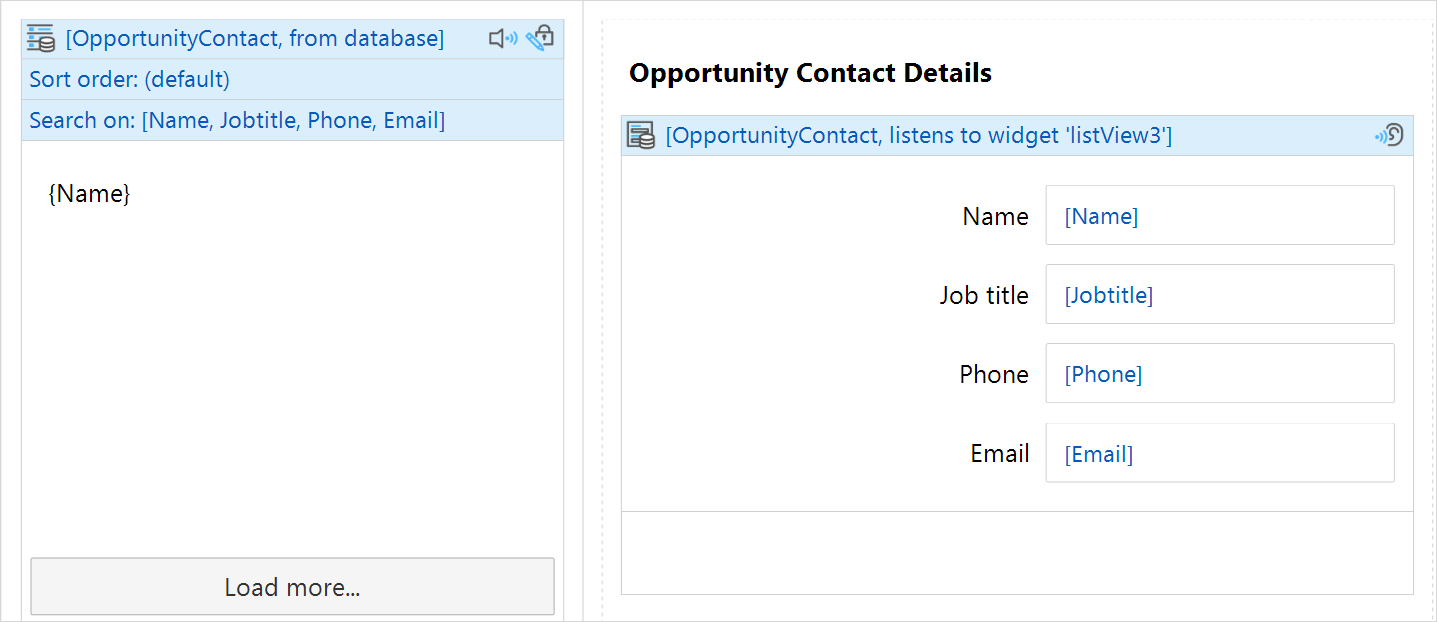 [OpportunityContact, from database]
Sort order: (default)
Search on: [Name, Jobtitle, Phone, Email]
{Name}
Load more...
Opportunity Contact Details
[OpportunityContact, listens to widget 'listView3']
Name [Name]
Job title [Jobtitle]
Phone [Phone]
Email [Email]